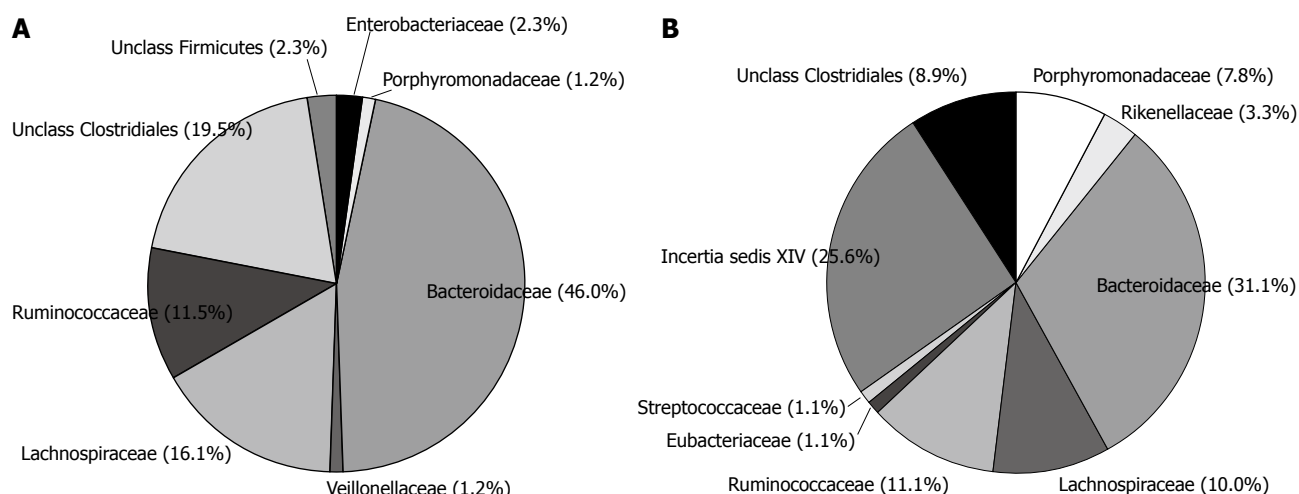 A
Enterobacteriaceae (2.3%)
Unclass Firmicutes (2.3%)
Porphyromonadaceae (1.2%)
Unclass Clostridiales (19.5%)
Bacteroidaceae (46.0%)
Ruminococcaceae (11.5%)
Lachnospiraceae (16.1%)
Veillonellaceae (1.2%)
B
Unclass Clostridiales (8.9%)
Porphyromonadaceae (7.8%)
Rikenellaceae (3.3%)
Incertia sedis XIV (25.6%)
Bacteroidaceae (31.1%)
Streptococcaceae (1.1%)
Eubacteriaceae (1.1%)
Ruminococcaceae (11.1%)
Lachnospiraceae (10.0%)